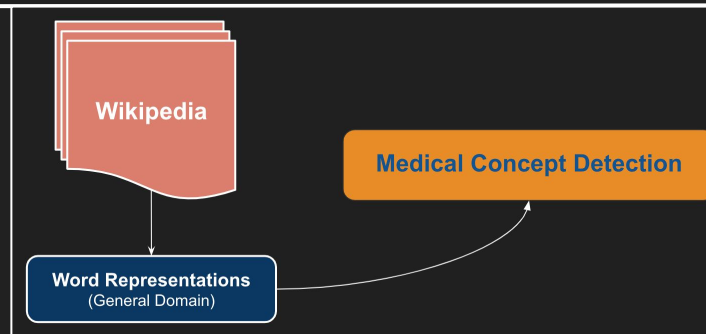 Wikipedia
Medical Concept Detection
Word Representations
(General Domain)